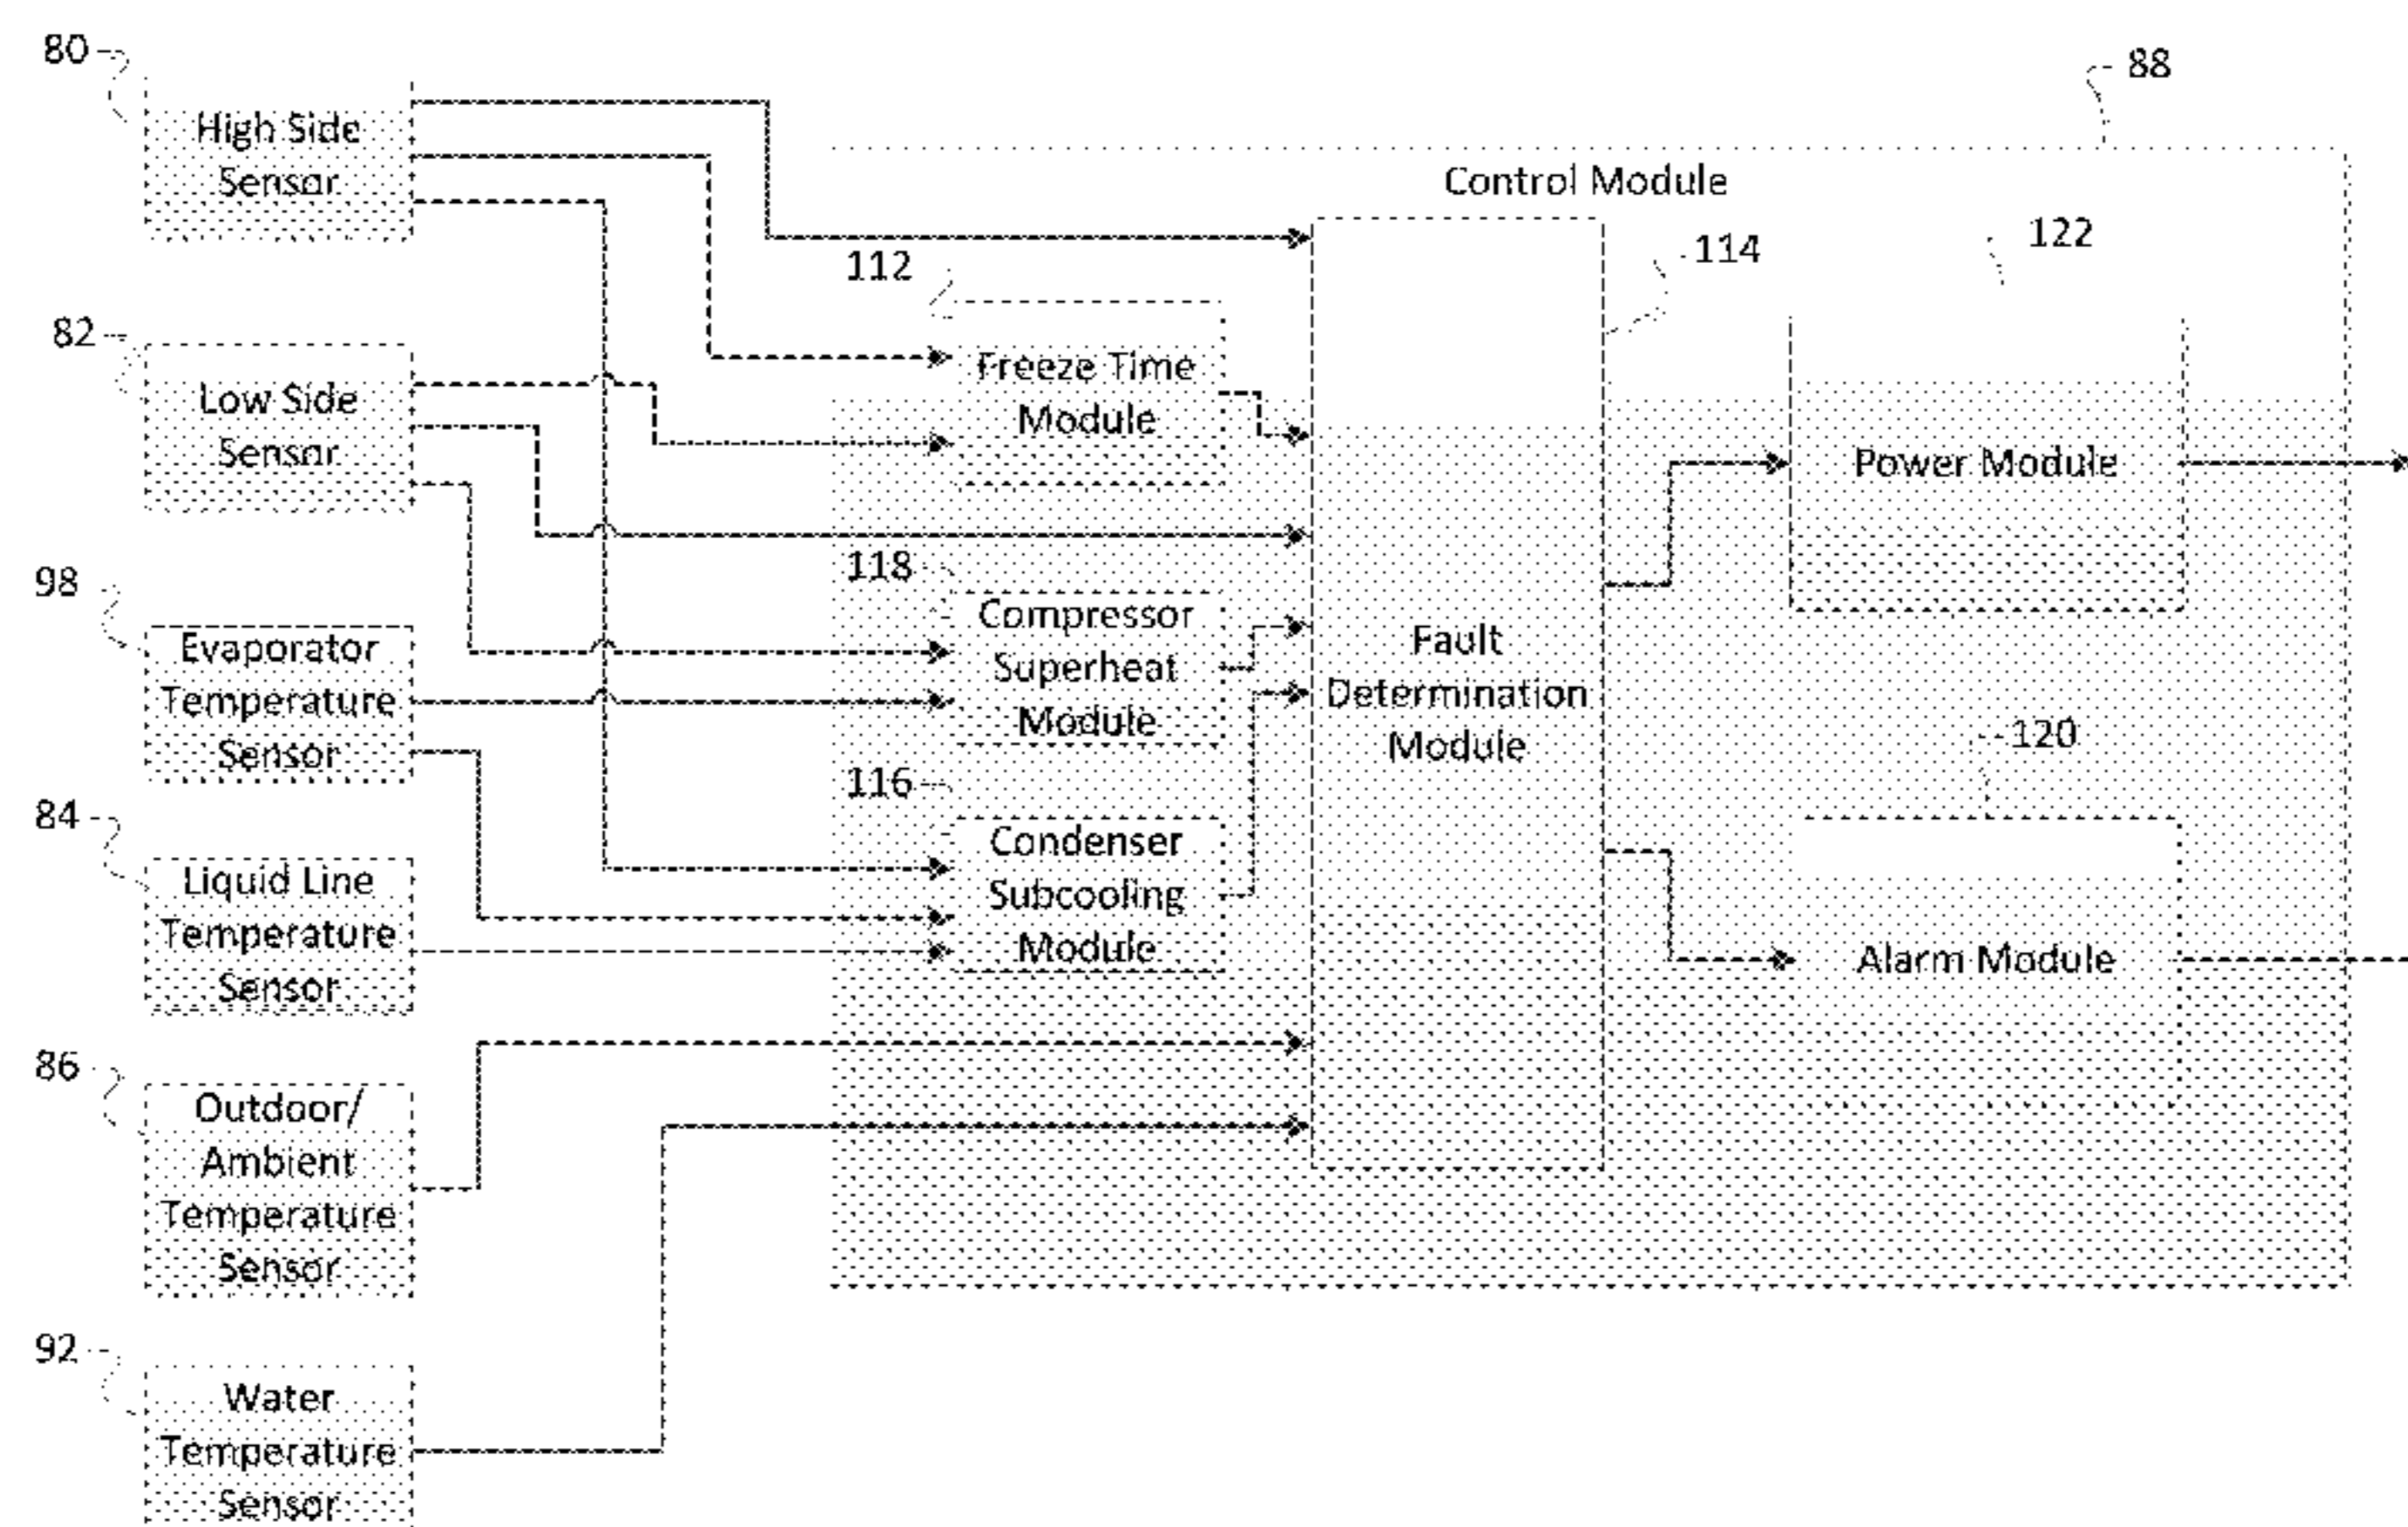 80
High Side
Sensor
82
Low Side
Sensor
98
Evaporator
Temperature
Sensor
84
Liquid Line
Temperature
Sensor
86
Outdoor/
Ambient
Temperature
Sensor
92
Water
Temperature
Sensor
88
Control Module
112
Freeze Time
Module
118
Compressor
Superheat
Module
116
Condenser
Subcooling
Module
114
Fault
Determination
Module
122
Power Module
120
Alarm Module